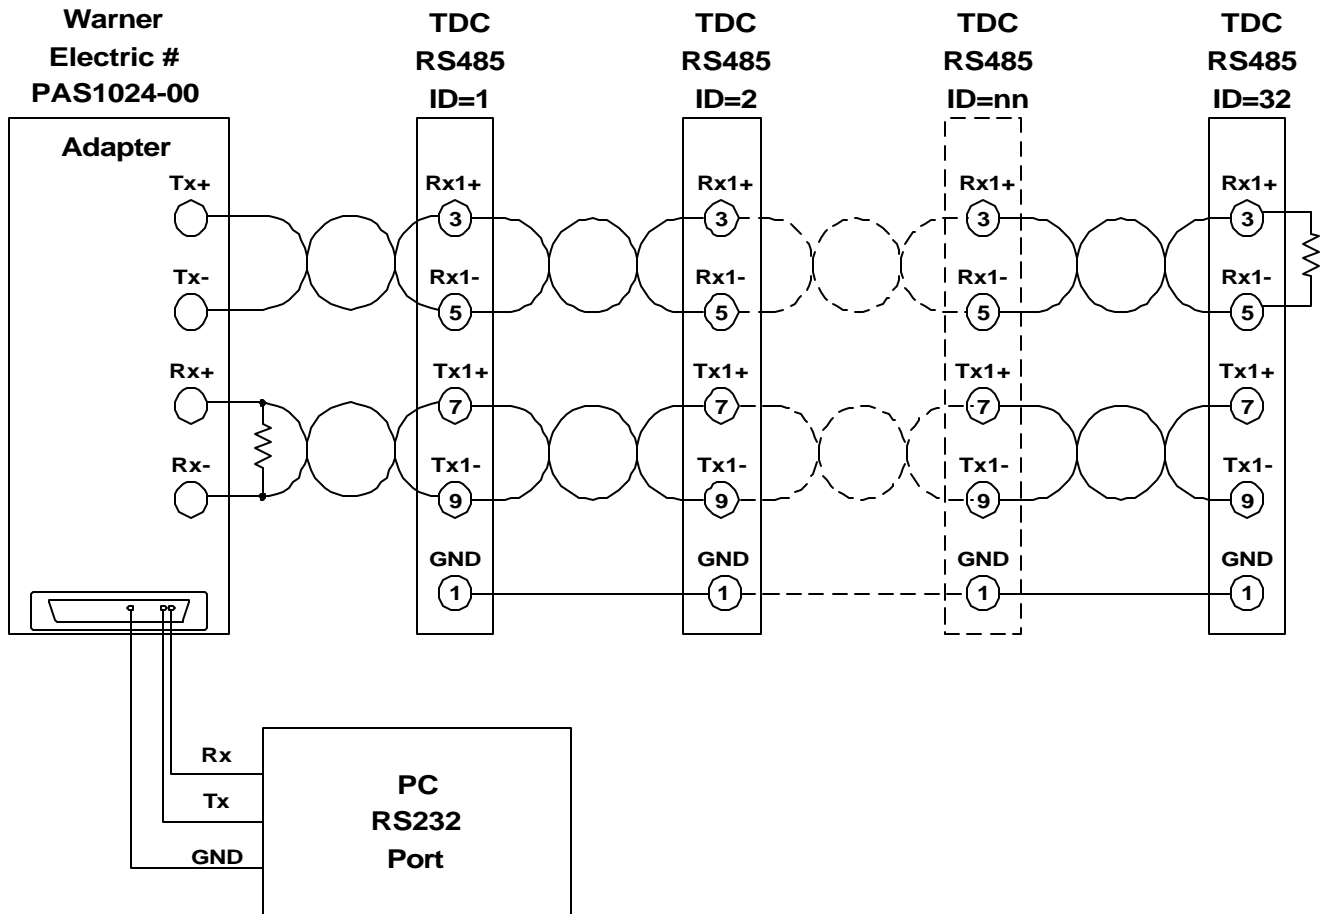 Warner
Electric #
PAS1024-00
TDC
RS485
ID=1
TDC
RS485
ID=2
TDC
RS485
ID=nn
TDC
RS485
ID=32
Adapter
Tx+
Rx1+
Rx1+
Rx1+
Rx1+
3
3
3
3
Tx-
Rx1-
Rx1-
Rx1-
Rx1-
5
5
5
5
Rx+
Tx1+
Tx1+
Tx1+
Tx1+
7
7
7
7
Rx-
Tx1-
Tx1-
Tx1-
Tx1-
9
9
9
9
GND
GND
GND
GND
1
1
1
1
Rx
Tx
GND
PC
RS232
Port